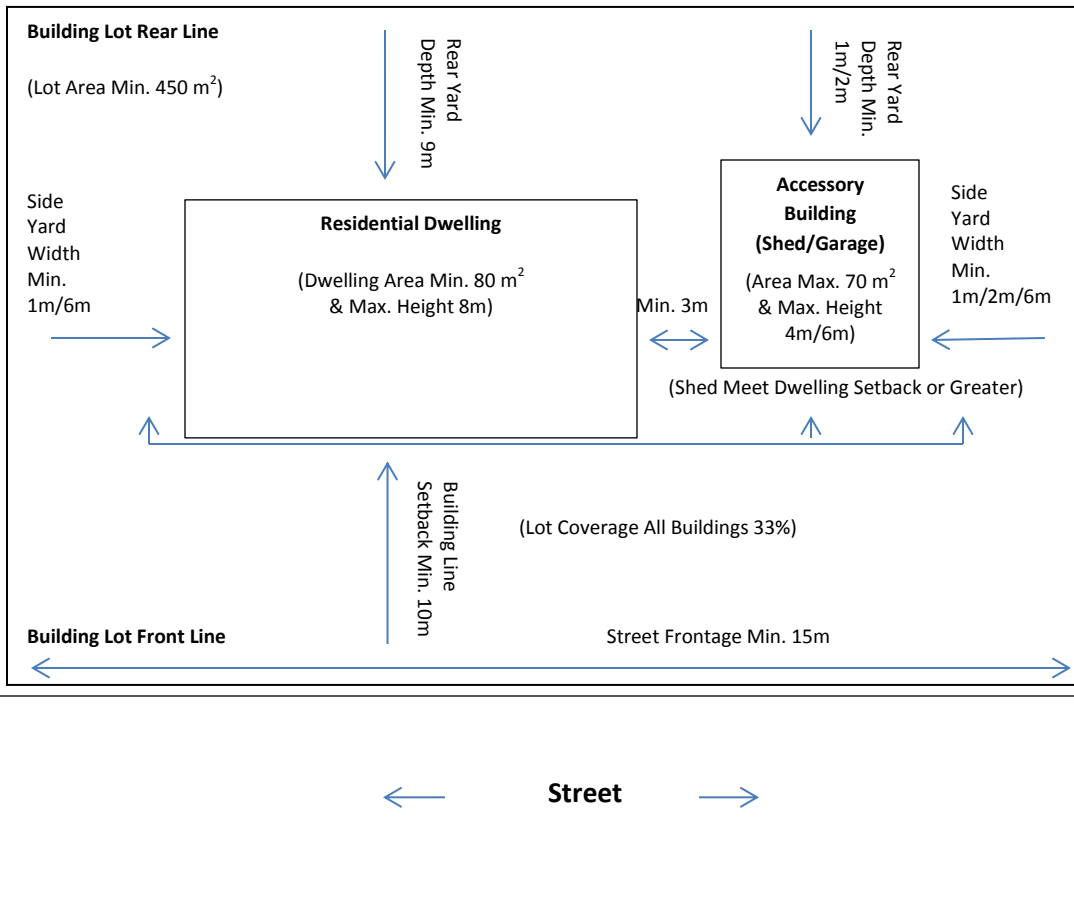 Building Lot Rear Line
(Lot Area Min. 450 m²)
Rear Yard
Depth Min. 9m
Rear Yard
Depth Min.
1m/2m
Side
Yard
Width
Min.
1m/6m
Residential Dwelling
(Dwelling Area Min. 80 m²
& Max. Height 8m)
Min. 3m
Accessory
Building
(Shed/Garage)
(Area Max. 70 m²
& Max. Height
4m/6m)
Side
Yard
Width
Min.
1m/2m/6m
(Shed Meet Dwelling Setback or Greater)
Building Line
Setback Min. 10m
(Lot Coverage All Buildings 33%)
Building Lot Front Line
Street Frontage Min. 15m
Street